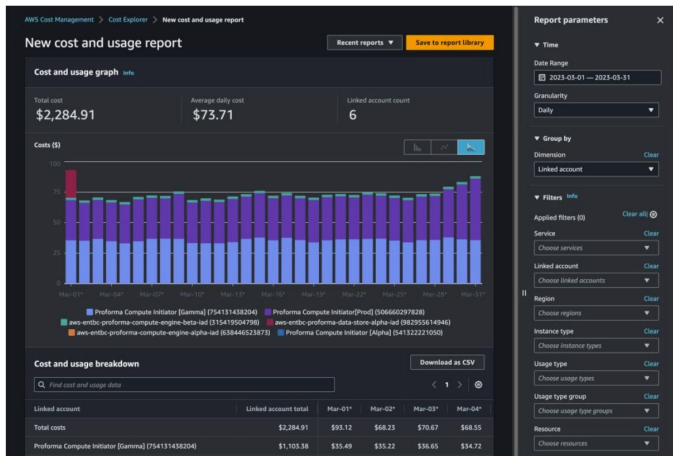 AWS Cost Management > Cost Explorer > New cost and usage report
New cost and usage report
Recent reports ▼
Save to report library
Cost and usage graph Info
Total cost
$2,284.91
Average daily cost
$73.71
Linked account count
6
Costs ($)
100
75
50
25
0
Mar-01* Mar-04* Mar-07* Mar-10* Mar-13* Mar-16* Mar-19* Mar-22* Mar-25* Mar-28* Mar-31*
Proforma Compute Initiator [Gamma] (754131438204) Proforma Compute Initiator[Prod] (506660297828)
aws-entbc-proforma-compute-engine-beta-iad (315419504798) aws-entbc-proforma-data-store-alpha-iad (982955614946)
aws-entbc-proforma-compute-engine-alpha-iad (638446523873) Proforma Compute Initiator [Alpha] (541322221050)
Cost and usage breakdown
Download as CSV
Find cost and usage data
< 1 >
Linked account Linked account total Mar-01* Mar-02* Mar-03* Mar-04*
Total costs $2,284.91 $93.12 $68.23 $70.67 $68.55
Proforma Compute Initiator [Gamma] (754131438204) $1,103.38 $35.49 $35.22 $36.65 $34.72
Report parameters
▼ Time
Date Range
2023-03-01 — 2023-03-31
Granularity
Daily
▼ Group by
Dimension Clear
Linked account
▼ Filters Info
Applied filters (0) Clear all
Service Clear
Choose services
Linked account Clear
Choose linked accounts
Region Clear
Choose regions
Instance type Clear
Choose instance types
Usage type Clear
Choose usage types
Usage type group Clear
Choose usage type groups
Resource Clear
Choose resources